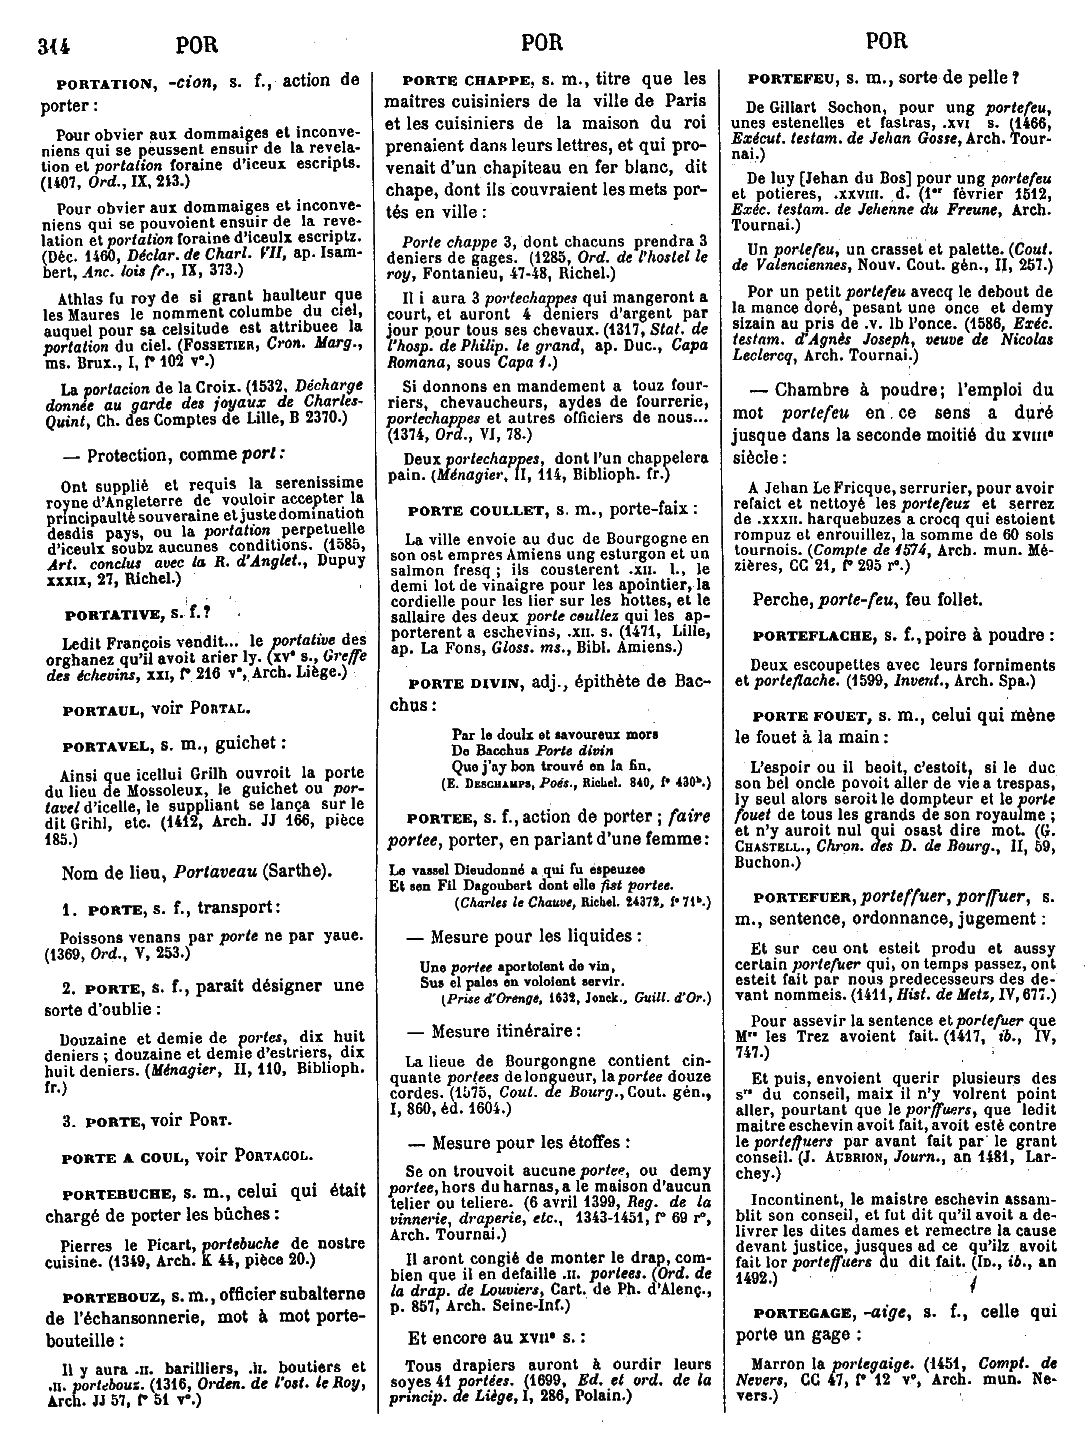 314 POR POR POR
PORTATION, -cion, s. f., action de
porter :
Pour obvier aux dommaiges et inconve-
niens qui se peussent ensuir de la revela-
tion et portation foraine d'iceux escripts.
(1407, Ord., IX, 213.)
Pour obvier aux dommaiges et inconve-
niens qui se pouvoient ensuir de la reve-
lation et portation foraine d'iceulx escriptz.
(Déc. 1460, Déclar. de Charl. VII, ap. Isam-
bert, Anc. lois fr., IX, 373.)
Athlas fu roy de si grant haulteur que
les Maures le nomment columbe du ciel,
auquel pour sa celsitude est attribuee la
portation du ciel. (FOSSETIER, Cron. Marg.,
ms. Brux., I, f° 102 v°.)
La portacion de la Croix. (1532, Décharge
donnée au garde des joyaux de Charles-
Quint, Ch. des Comptes de Lille, B 2370.)
— Protection, comme port :
Ont supplié et requis la serenissime
royne d'Angleterre de vouloir accepter la
principaulté souveraine et juste domination
desdis pays, ou la portation perpetuelle
d'iceulx soubz aucunes conditions. (1585,
Art. conclus avec la R. d'Anglet., Dupuy
XXXIX, 27, Richel.)
PORTATIVE, s. f. ?
Ledit François vendit... le portative des
orghanez qu'il avoit arier ly. (XV° s., Greffe
des échevins, XXI, f° 216 v°, Arch. Liège.)
PORTAUL, voir PORTAL.
PORTAVEL, s. m., guichet :
Ainsi que icellui Grilh ouvroit la porte
du lieu de Mossoleux, le guichet ou por-
tavel d'icelle, le suppliant se lança sur le
dit Grihl, etc. (1412, Arch. JJ 166, pièce
185.)
Nom de lieu, Portaveau (Sarthe).
1. PORTE, s. f., transport :
Poissons venans par porte ne par yaue.
(1369, Ord., V, 253.)
2. PORTE, s. f., paraît désigner une
sorte d'oublie :
Douzaine et demie de portes, dix huit
deniers ; douzaine et demie d'estriers, dix
huit deniers. (Ménagier, II, 110, Biblioph.
fr.)
3. PORTE, voir PORT.
PORTE A COUL, voir PORTACOL.
PORTEBUCHE, s. m., celui qui était
chargé de porter les bûches :
Pierres le Picart, portebuche de nostre
cuisine. (1349, Arch. K 44, pièce 20.)
PORTEBOUZ, s. m., officier subalterne
de l'échansonnerie, mot à mot porte-
bouteille :
Il y aura .II. barilliers, .II. boutiers et
.II. portebouz. (1316, Orden. de l'ost. le Roy,
Arch. JJ 57, f° 51 v°.)
PORTE CHAPPE, s. m., titre que les
maîtres cuisiniers de la ville de Paris
et les cuisiniers de la maison du roi
prenaient dans leurs lettres, et qui pro-
venait d'un chapiteau en fer blanc, dit
chape, dont ils couvraient les mets por-
tés en ville :
Porte chappe 3, dont chacuns prendra 3
deniers de gages. (1285, Ord. de l'hostel le
roy, Fontanieu, 47-48, Richel.)
Il i aura 3 portechappes qui mangeront a
court, et auront 4 deniers d'argent par
jour pour tous ses chevaux. (1317, Stat. de
l'hosp. de Philip. le grand, ap. Duc., Capa
Romana, sous Capa 1.)
Si donnons en mandement a touz four-
riers, chevaucheurs, aydes de fourrerie,
portechappes et autres officiers de nous...
(1374, Ord., VI, 78.)
Deux portechappes, dont l'un chappelera
pain. (Ménagier, II, 114, Biblioph. fr.)
PORTE COULLET, s. m., porte-faix :
La ville envoie au duc de Bourgogne en
son ost empres Amiens ung esturgon et un
salmon fresq ; ils cousterent .XII. l., le
demi lot de vinaigre pour les apointier, la
cordielle pour les lier sur les hottes, et le
sallaire des deux porte coullez qui les ap-
porterent a eschevins, .XII. s. (1471, Lille,
ap. La Fons, Gloss. ms., Bibl. Amiens.)
PORTE DIVIN, adj., épithète de Bac-
chus :
Par le doulx et savoureux mors
De Bacchus Porte divin
Que j'ay bon trouvé en la fin.
(E. DESCHAMPS, Poés., Richel. 840, f° 430ᵇ.)
PORTEE, s. f., action de porter ; faire
portee, porter, en parlant d'une femme :
Le vassel Dieudonné a qui fu espeuzee
Et sen Fil Dagoubert dont elle fist portee.
(Charles le Chauve, Richel. 24372, f° 71ᵇ.)
— Mesure pour les liquides :
Une portee aportoient de vin,
Sus el pales en voloient servir.
(Prise d'Orenge, 1632, Jonck., Guill. d'Or.)
— Mesure itinéraire :
La lieue de Bourgongne contient cin-
quante portees de longueur, la portee douze
cordes. (1575, Cout. de Bourg., Cout. gén.,
I, 860, éd. 1604.)
— Mesure pour les étoffes :
Se on trouvoit aucune portee, ou demy
portee, hors du harnas, a le maison d'aucun
telier ou teliere. (6 avril 1399, Reg. de la
vinnerie, draperie, etc., 1343-1451, f° 69 r°,
Arch. Tournai.)
Il aront congié de monter le drap, com-
bien que il en defaille .II. portees. (Ord. de
la drap. de Louviers, Cart. de Ph. d'Alenç.,
p. 857, Arch. Seine-Inf.)
Et encore au XVII° s. :
Tous drapiers auront à ourdir leurs
soyes 41 portées. (1699, Ed. et ord. de la
princip. de Liège, I, 286, Polain.)
PORTEFEU, s. m., sorte de pelle ?
De Gillart Sochon, pour ung portefeu,
unes estenelles et fastras, .XVI s. (1466,
Exécut. testam. de Jehan Gosse, Arch. Tour-
nai.)
De luy [Jehan du Bos] pour ung portefeu
et potieres, .XXVIII. d. (1er février 1512,
Exéc. testam. de Jehenne du Freune, Arch.
Tournai.)
Un portefeu, un crasset et palette. (Cout.
de Valenciennes, Nouv. Cout. gén., II, 257.)
Por un petit portefeu avecq le debout de
la mance doré, pesant une once et demy
sizain au pris de .V. lb l'once. (1586, Exéc.
testam. d'Agnès Joseph, veuve de Nicolas
Leclercq, Arch. Tournai.)
— Chambre à poudre ; l'emploi du
mot portefeu en ce sens a duré
jusque dans la seconde moitié du XVIII°
siècle :
A Jehan Le Fricque, serrurier, pour avoir
refaict et nettoyé les portefeuz et serrez
de .XXXII. harquebuzes a crocq qui estoient
rompuz et enrouillez, la somme de 60 sols
tournois. (Compte de 1574, Arch. mun. Mé-
zières, CC 21, f° 295 r°.)
Perche, porte-feu, feu follet.
PORTEFLACHE, s. f., poire à poudre :
Deux escoupettes avec leurs forniments
et porteflache. (1599, Invent., Arch. Spa.)
PORTE FOUET, s. m., celui qui mène
le fouet à la main :
L'espoir ou il beoit, c'estoit, si le duc
son bel oncle povoit aller de vie a trespas,
ly seul alors seroit le dompteur et le porte
fouet de tous les grands de son royaulme ;
et n'y auroit nul qui osast dire mot. (G.
CHASTELL., Chron. des D. de Bourg., II, 59,
Buchon.)
PORTEFUER, porteffuer, porffuer, s.
m., sentence, ordonnance, jugement :
Et sur ceu ont esteit produ et aussy
certain portefuer qui, on temps passez, ont
esteit fait par nous predecesseurs des de-
vant nommeis. (1411, Hist. de Metz, IV, 677.)
Pour assevir la sentence et portefuer que
Mrs les Trez avoient fait. (1417, ib., IV,
747.)
Et puis, envoient querir plusieurs des
srs du conseil, maix il n'y volrent point
aller, pourtant que le porffuers, que ledit
maitre eschevin avoit fait, avoit esté contre
le porteffuers par avant fait par le grant
conseil. (J. AUBRION, Journ., an 1481, Lar-
chey.)
Incontinent, le maistre eschevin assam-
blit son conseil, et fut dit qu'il avoit a de-
livrer les dites dames et remectre la cause
devant justice, jusques ad ce qu'ilz avoit
fait lor porteffuers du dit fait. (ID., ib., an
1492.)
PORTEGAGE, -aige, s. f., celle qui
porte un gage :
Marron la portegaige. (1451, Compt. de
Nevers, CC 47, f° 12 v°, Arch. mun. Ne-
vers.)